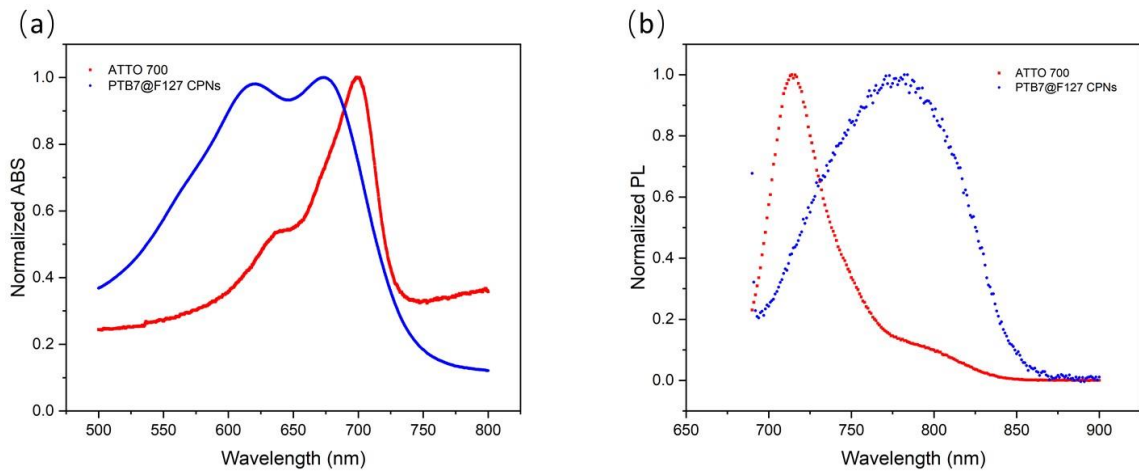 (a)
ATTO 700
PTB7@F127 CPNs
Normalized ABS
1.0
0.8
0.6
0.4
0.2
0.0
500 550 600 650 700 750 800
Wavelength (nm)
(b)
ATTO 700
PTB7@F127 CPNs
Normalized PL
1.0
0.8
0.6
0.4
0.2
0.0
650 700 750 800 850 900
Wavelength (nm)